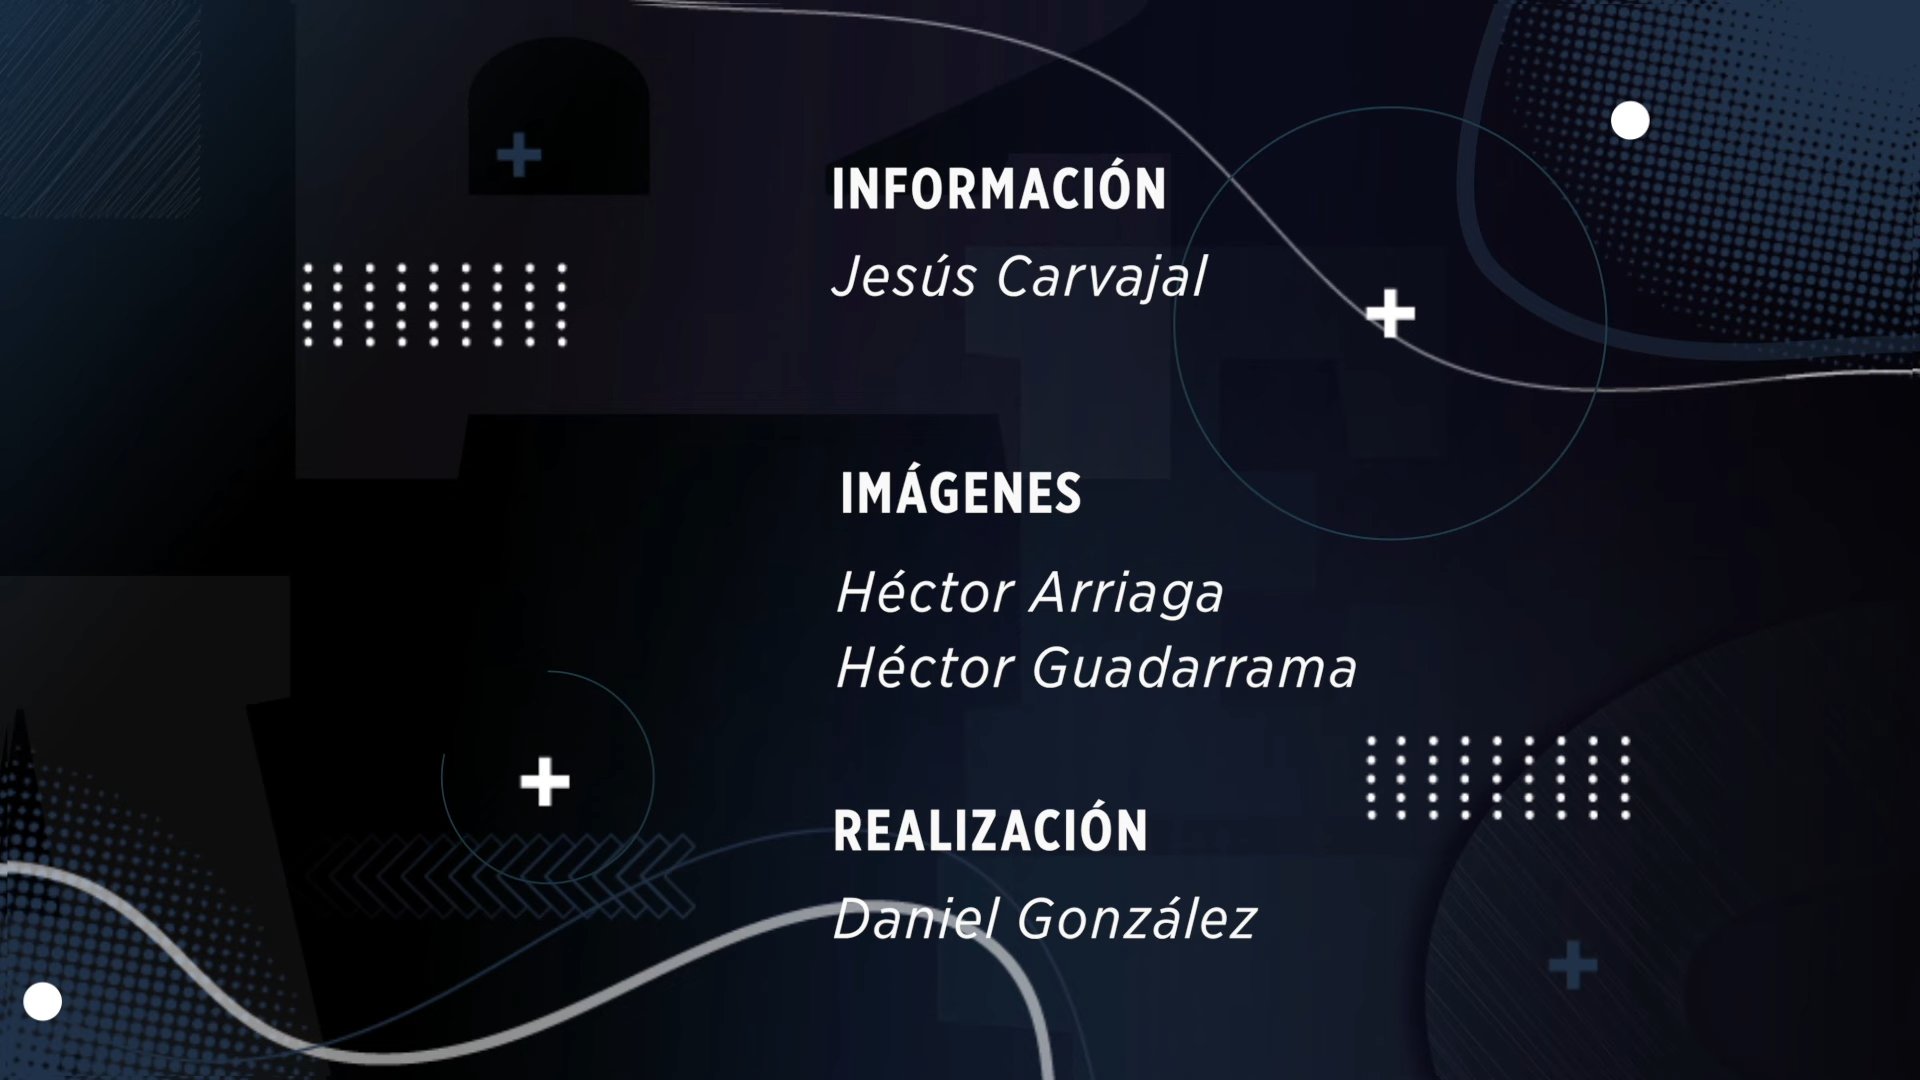 INFORMACIÓN
Jesús Carvajal
IMÁGENES
Héctor Arriaga
Héctor Guadarrama
REALIZACIÓN
Daniel González